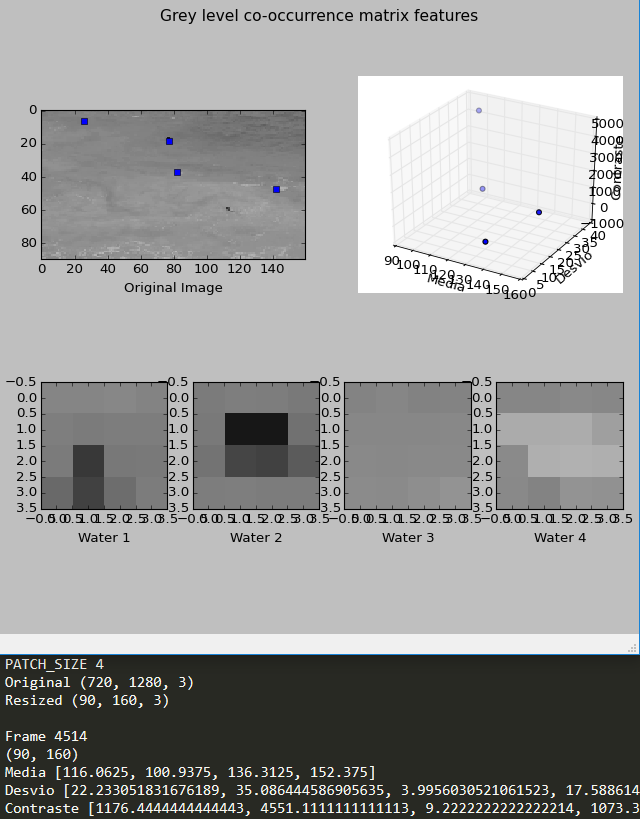 Grey level co-occurrence matrix features
0
20
40
60
80
0 20 40 60 80 100 120 140
Original Image
5000
4000
3000
2000
1000
0
−1000
Contraste
90 100 110 120 130 140 150 160
Media
0 5 10 15 20 25 30 35 40
Desvio
−0.5
0.0
0.5
1.0
1.5
2.0
2.5
3.0
3.5
−0.5 0.0 0.5 1.0 1.5 2.0 2.5 3.0 3.5
Water 1
−0.5
0.0
0.5
1.0
1.5
2.0
2.5
3.0
3.5
−0.5 0.0 0.5 1.0 1.5 2.0 2.5 3.0 3.5
Water 2
−0.5
0.0
0.5
1.0
1.5
2.0
2.5
3.0
3.5
−0.5 0.0 0.5 1.0 1.5 2.0 2.5 3.0 3.5
Water 3
−0.5
0.0
0.5
1.0
1.5
2.0
2.5
3.0
3.5
−0.5 0.0 0.5 1.0 1.5 2.0 2.5 3.0 3.5
Water 4
PATCH_SIZE 4
Original (720, 1280, 3)
Resized (90, 160, 3)
Frame 4514
(90, 160)
Media [116.0625, 100.9375, 136.3125, 152.375]
Desvio [22.233051831676189, 35.086444586905635, 3.9956030521061523, 17.588614
Contraste [1176.4444444444443, 4551.1111111111113, 9.2222222222222214, 1073.3